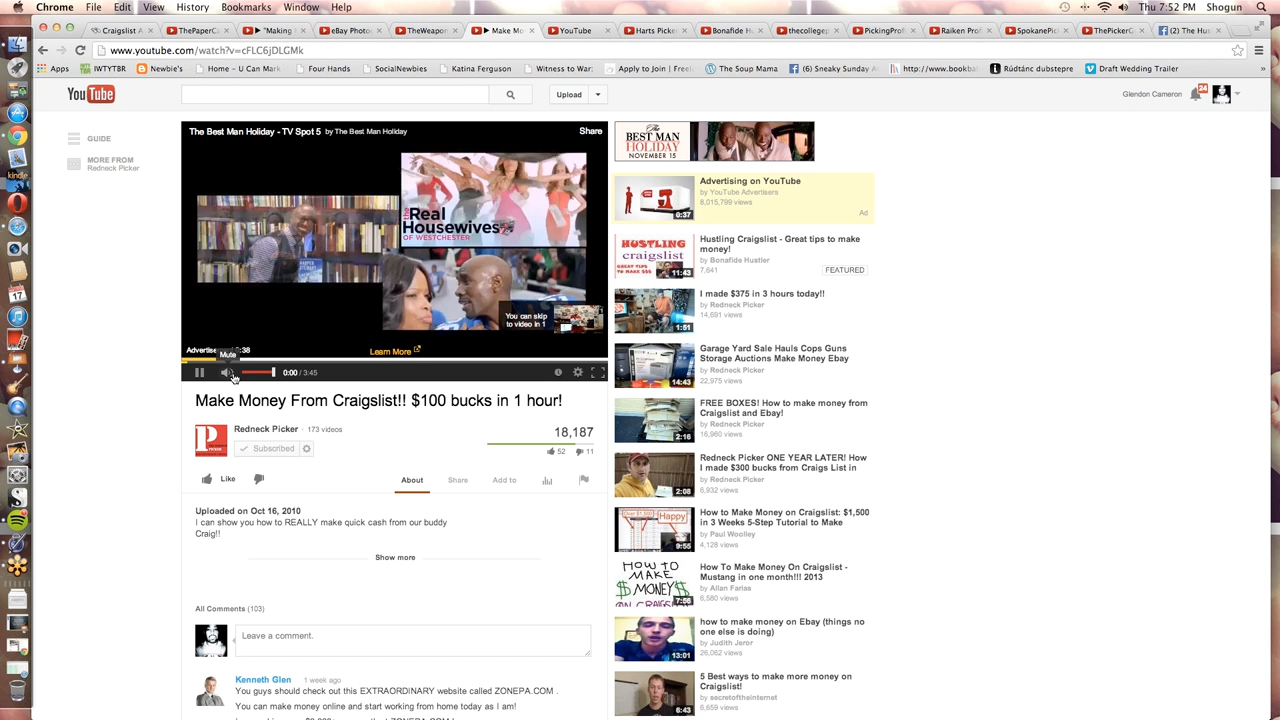 Chrome File Edit View History Bookmarks Window Help Thu 7:52 PM Shogun
Craigslist A
ThePaperC
"Making
eBay Photo
TheWeapon
Make Mo
YouTube
Harts Picke
Bonafide H
thecollege
PickingProfi
Raiken Prof
SpokanePic
ThePickerC
(2) The Hus
www.youtube.com/watch?v=cFLC6jDLGMk
Apps IWTYTBR Newbie's Home – U Can Mark Four Hands SocialNewbies Katina Ferguson Witness to War: Apply to Join | Free The Soup Mama (6) Sneaky Sunday A http://www.bookba Rúdtánc dubstepre Draft Wedding Trailer
YouTube
Upload
Glendon Cameron
24
GUIDE
MORE FROM
Redneck Picker
The Best Man Holiday - TV Spot 5 by The Best Man Holiday
Share
the Real
Housewives
OF WESTCHESTER
You can skip
to video in 1
Advertise :38
Learn More
Mute
0:00 / 3:45
Make Money From Craigslist!! $100 bucks in 1 hour!
Redneck Picker · 173 videos
Subscribed
18,187
52 11
Like
About
Share
Add to
Uploaded on Oct 16, 2010
I can show you how to REALLY make quick cash from our buddy
Craig!!
Show more
All Comments (103)
Leave a comment.
Kenneth Glen 1 week ago
You guys should check out this EXTRAORDINARY website called ZONEPA.COM .
You can make money online and start working from home today as I am!
The
BEST MAN
HOLIDAY
NOVEMBER 15
Advertising on YouTube
by YouTube Advertisers
8,015,799 views
Ad
0:37
Hustling Craigslist - Great tips to make
money!
by Bonafide Hustler
7,641
FEATURED
HUSTLING
craigslist
11:43
I made $375 in 3 hours today!!
by Redneck Picker
14,691 views
1:51
Garage Yard Sale Hauls Cops Guns
Storage Auctions Make Money Ebay
by Redneck Picker
22,975 views
14:43
FREE BOXES! How to make money from
Craigslist and Ebay!
by Redneck Picker
16,960 views
2:16
Redneck Picker ONE YEAR LATER! How
I made $300 bucks from Craigs List in
by Redneck Picker
6,932 views
2:08
How to Make Money on Craigslist: $1,500
in 3 Weeks 5-Step Tutorial to Make
by Paul Woolley
4,128 views
Happy
9:55
How To Make Money On Craigslist -
Mustang in one month!!! 2013
by Allan Farias
6,580 views
HOW TO
MAKE
$MONEY$
ON CRAIGS
how to make money on Ebay (things no
one else is doing)
by Judith Jeror
26,062 views
13:01
5 Best ways to make more money on
Craigslist!
by secretoftheinternet
6,659 views
6:43
kindle
17